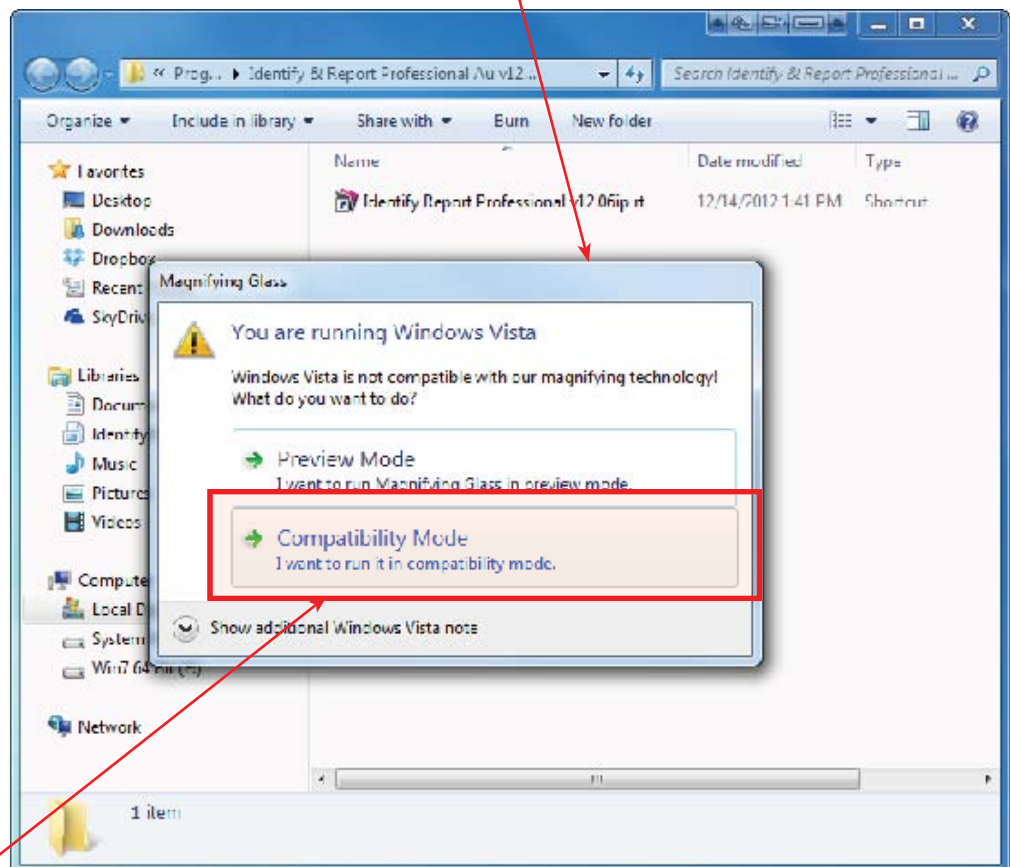 « Prog... ▸ Identify & Report Professional Au v12...
Search Identify & Report Professional ...
Organize Include in library Share with Burn New folder
Name Date modified Type
Favorites
Identify Report Professional 12/14/2012 1:41 PM Shortcut
Desktop
Downloads
Dropbox
Recent
SkyDriv
Libraries
Docum
Identify
Music
Pictures
Videos
Compute
Local D
System
Win7 64
Network
Magnifying Glass
You are running Windows Vista
Windows Vista is not compatible with our magnifying technology!
What do you want to do?
Preview Mode
I want to run Magnifying Glass in preview mode.
Compatibility Mode
I want to run it in compatibility mode.
Show additional Windows Vista note
1 item